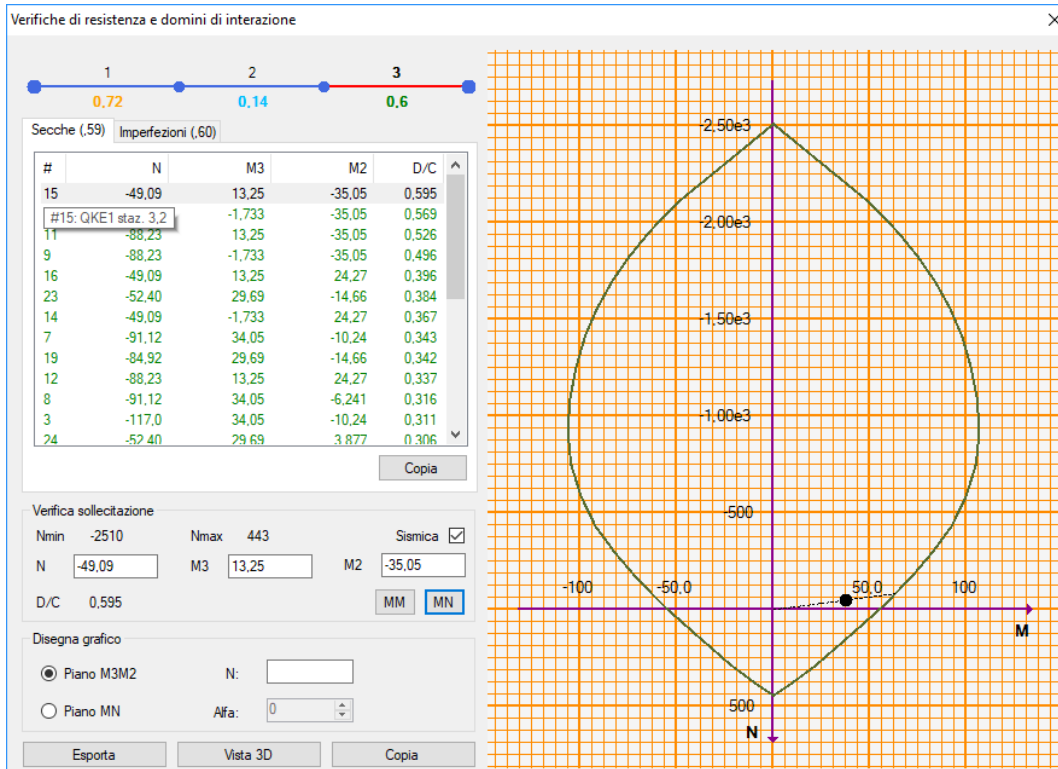 Verifiche di resistenza e domini di interazione
1 2 3
0,72 0,14 0,6
Secche (,59) Imperfezioni (,60)
# N M3 M2 D/C
15 -49,09 13,25 -35,05 0,595
#15: QKE1 staz. 3,2 -1,733 -35,05 0,569
11 -88,23 13,25 -35,05 0,526
9 -88,23 -1,733 -35,05 0,496
16 -49,09 13,25 24,27 0,396
23 -52,40 29,69 -14,66 0,384
14 -49,09 -1,733 24,27 0,367
7 -91,12 34,05 -10,24 0,343
19 -84,92 29,69 -14,66 0,342
12 -88,23 13,25 24,27 0,337
8 -91,12 34,05 -6,241 0,316
3 -117,0 34,05 -10,24 0,311
24 -52,40 29,69 3,877 0,306
Copia
Verifica sollecitazione
Nmin -2510 Nmax 443 Sismica
N -49,09 M3 13,25 M2 -35,05
D/C 0,595 MM MN
Disegna grafico
Piano M3M2 N:
Piano MN Alfa: 0
Esporta Vista 3D Copia
-2,50e3
-2,00e3
-1,50e3
-1,00e3
-500
-100 -50,0 50,0 100
M
500
N